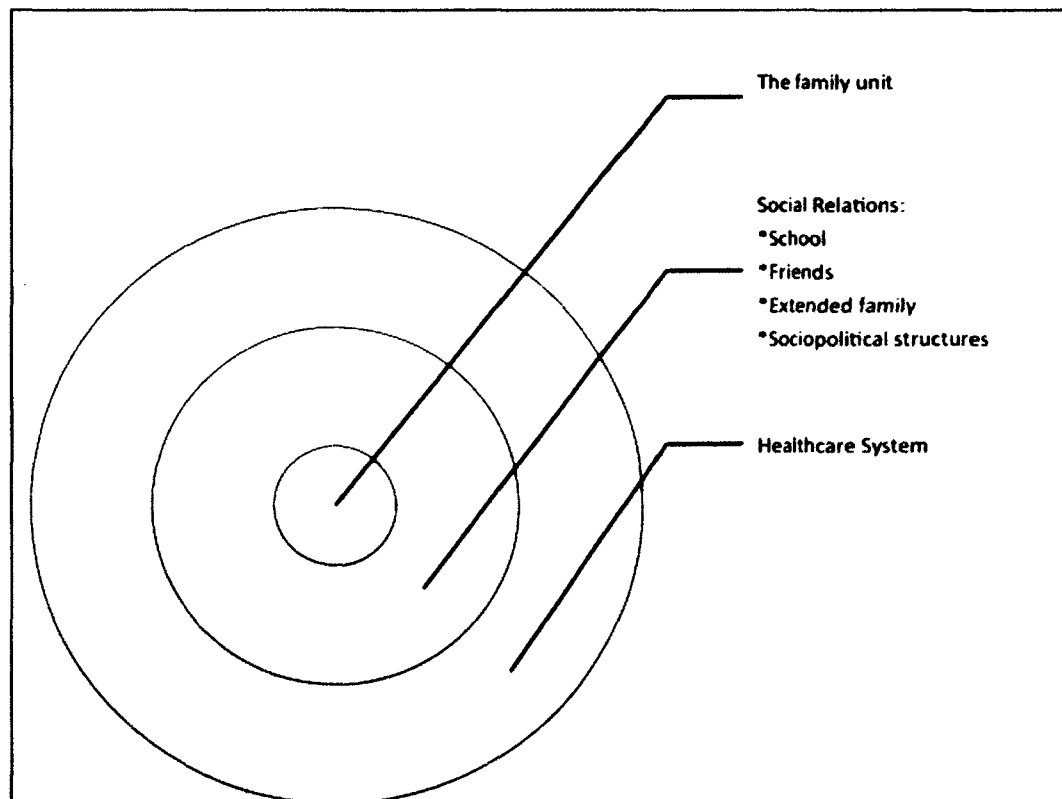 The family unit
Social Relations:
*School
*Friends
*Extended family
*Sociopolitical structures
Healthcare System